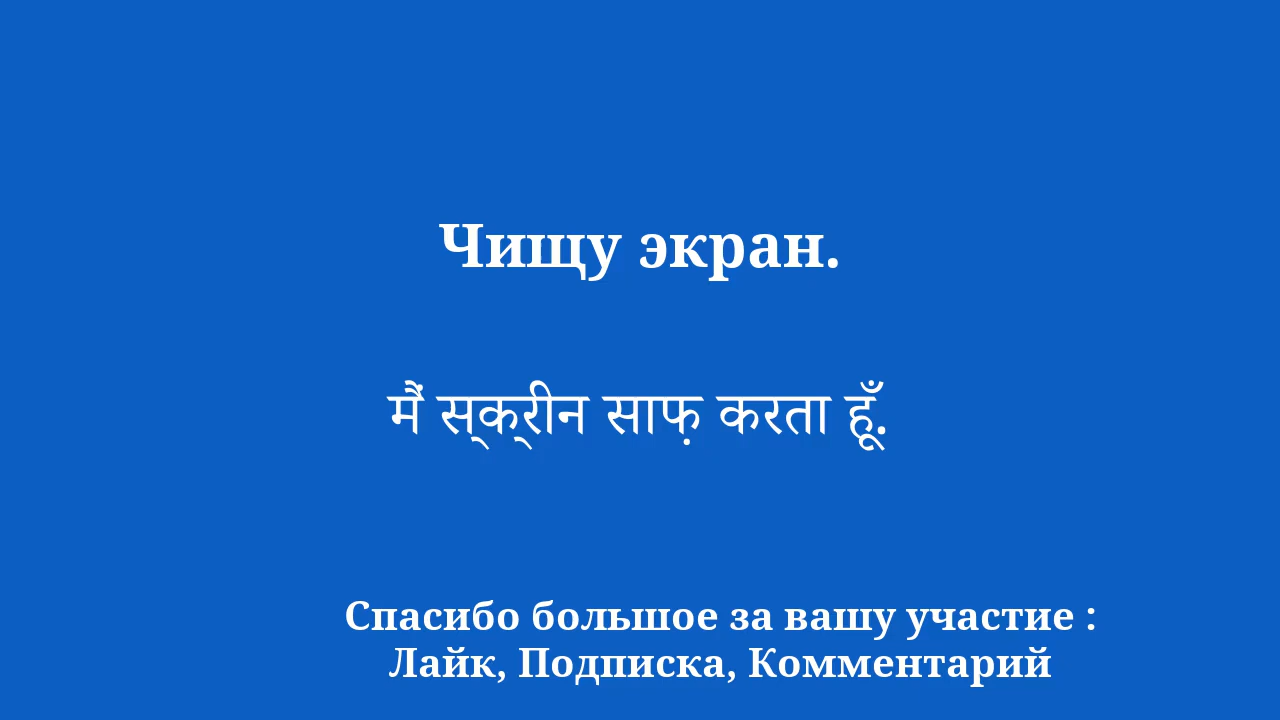 Чищу экран.
मैं स्क्रीन साफ़ करता हूँ.
Спасибо большое за вашу участие :
Лайк, Подписка, Комментарий